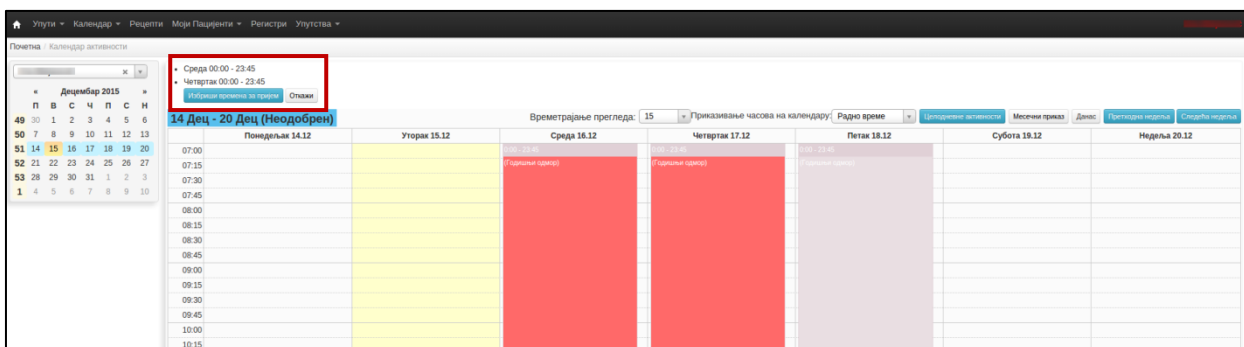 Упути Календар Рецепти Моји Пацијенти Регистри Упутства
Почетна / Календар активности
• Среда 00:00 - 23:45
• Четвртак 00:00 - 23:45
Избриши времена за пријем Откажи
« Децембар 2015 »
П В С Ч П С Н
49 30 1 2 3 4 5 6
50 7 8 9 10 11 12 13
51 14 15 16 17 18 19 20
52 21 22 23 24 25 26 27
53 28 29 30 31 1 2 3
1 4 5 6 7 8 9 10
14 Дец - 20 Дец (Неодобрен) Времетрајање прегледа: 15 Приказивање часова на календару: Радно време Целодневне активности Месечни приказ Данас Претходна недеља Следећа недеља
Понедељак 14.12 Уторак 15.12 Среда 16.12 Четвртак 17.12 Петак 18.12 Субота 19.12 Недеља 20.12
07:00 0:00 - 23:45 0:00 - 23:45 0:00 - 23:45
07:15 (Годишњи одмор) (Годишњи одмор) (Годишњи одмор)
07:30
07:45
08:00
08:15
08:30
08:45
09:00
09:15
09:30
09:45
10:00
10:15